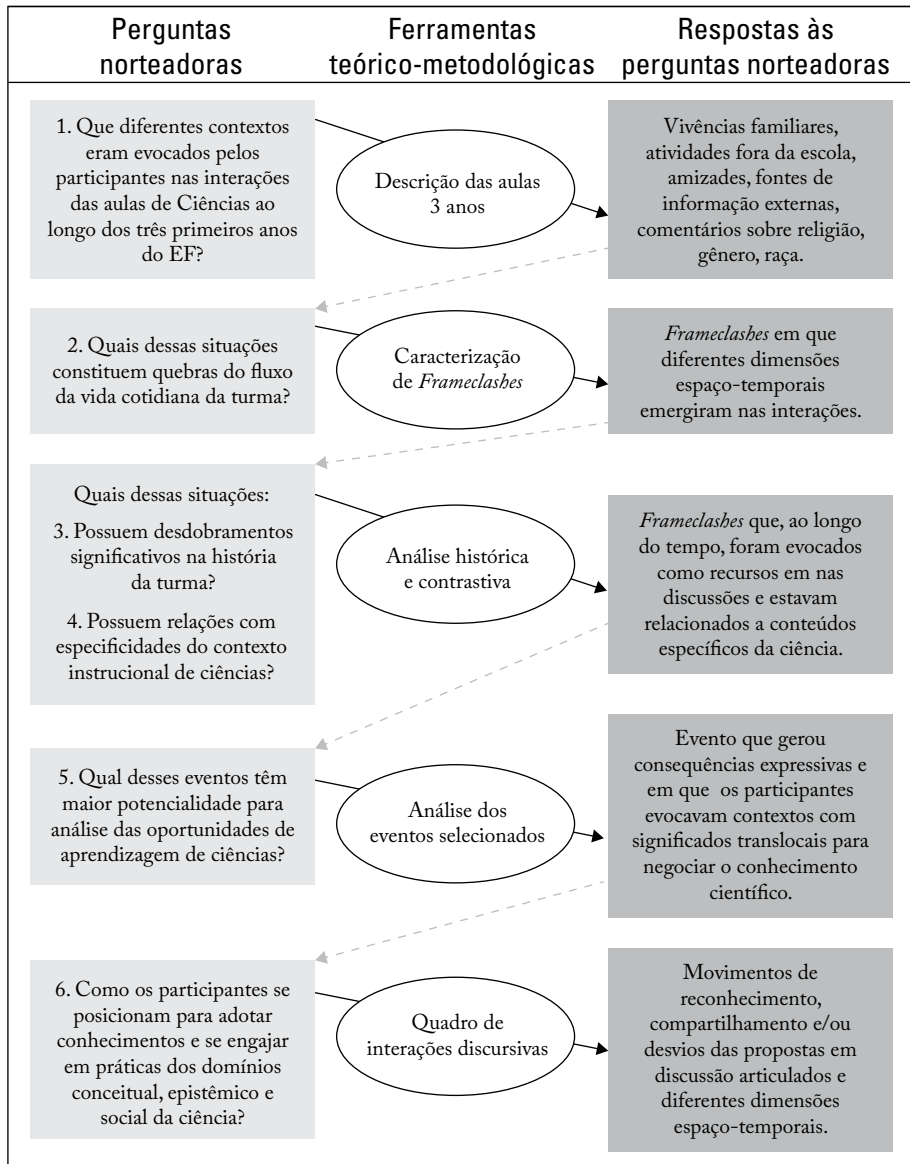 Perguntas
norteadoras
Ferramentas
teórico-metodológicas
Respostas às
perguntas norteadoras
1. Que diferentes contextos
eram evocados pelos
participantes nas interações
das aulas de Ciências ao
longo dos três primeiros anos
do EF?
Descrição das aulas
3 anos
Vivências familiares,
atividades fora da escola,
amizades, fontes de
informação externas,
comentários sobre religião,
gênero, raça.
2. Quais dessas situações
constituem quebras do fluxo
da vida cotidiana da turma?
Caracterização
de Frameclashes
Frameclashes em que
diferentes dimensões
espaço-temporais
emergiram nas interações.
Quais dessas situações:
3. Possuem desdobramentos
significativos na história
da turma?
4. Possuem relações com
especificidades do contexto
instrucional de ciências?
Análise histórica
e contrastiva
Frameclashes que, ao longo
do tempo, foram evocados
como recursos em nas
discussões e estavam
relacionados a conteúdos
específicos da ciência.
5. Qual desses eventos têm
maior potencialidade para
análise das oportunidades de
aprendizagem de ciências?
Análise dos
eventos selecionados
Evento que gerou
consequências expressivas e
em que os participantes
evocavam contextos com
significados translocais para
negociar o conhecimento
científico.
6. Como os participantes se
posicionam para adotar
conhecimentos e se engajar
em práticas dos domínios
conceitual, epistêmico e
social da ciência?
Quadro de
interações discursivas
Movimentos de
reconhecimento,
compartilhamento e/ou
desvios das propostas em
discussão articulados e
diferentes dimensões
espaço-temporais.